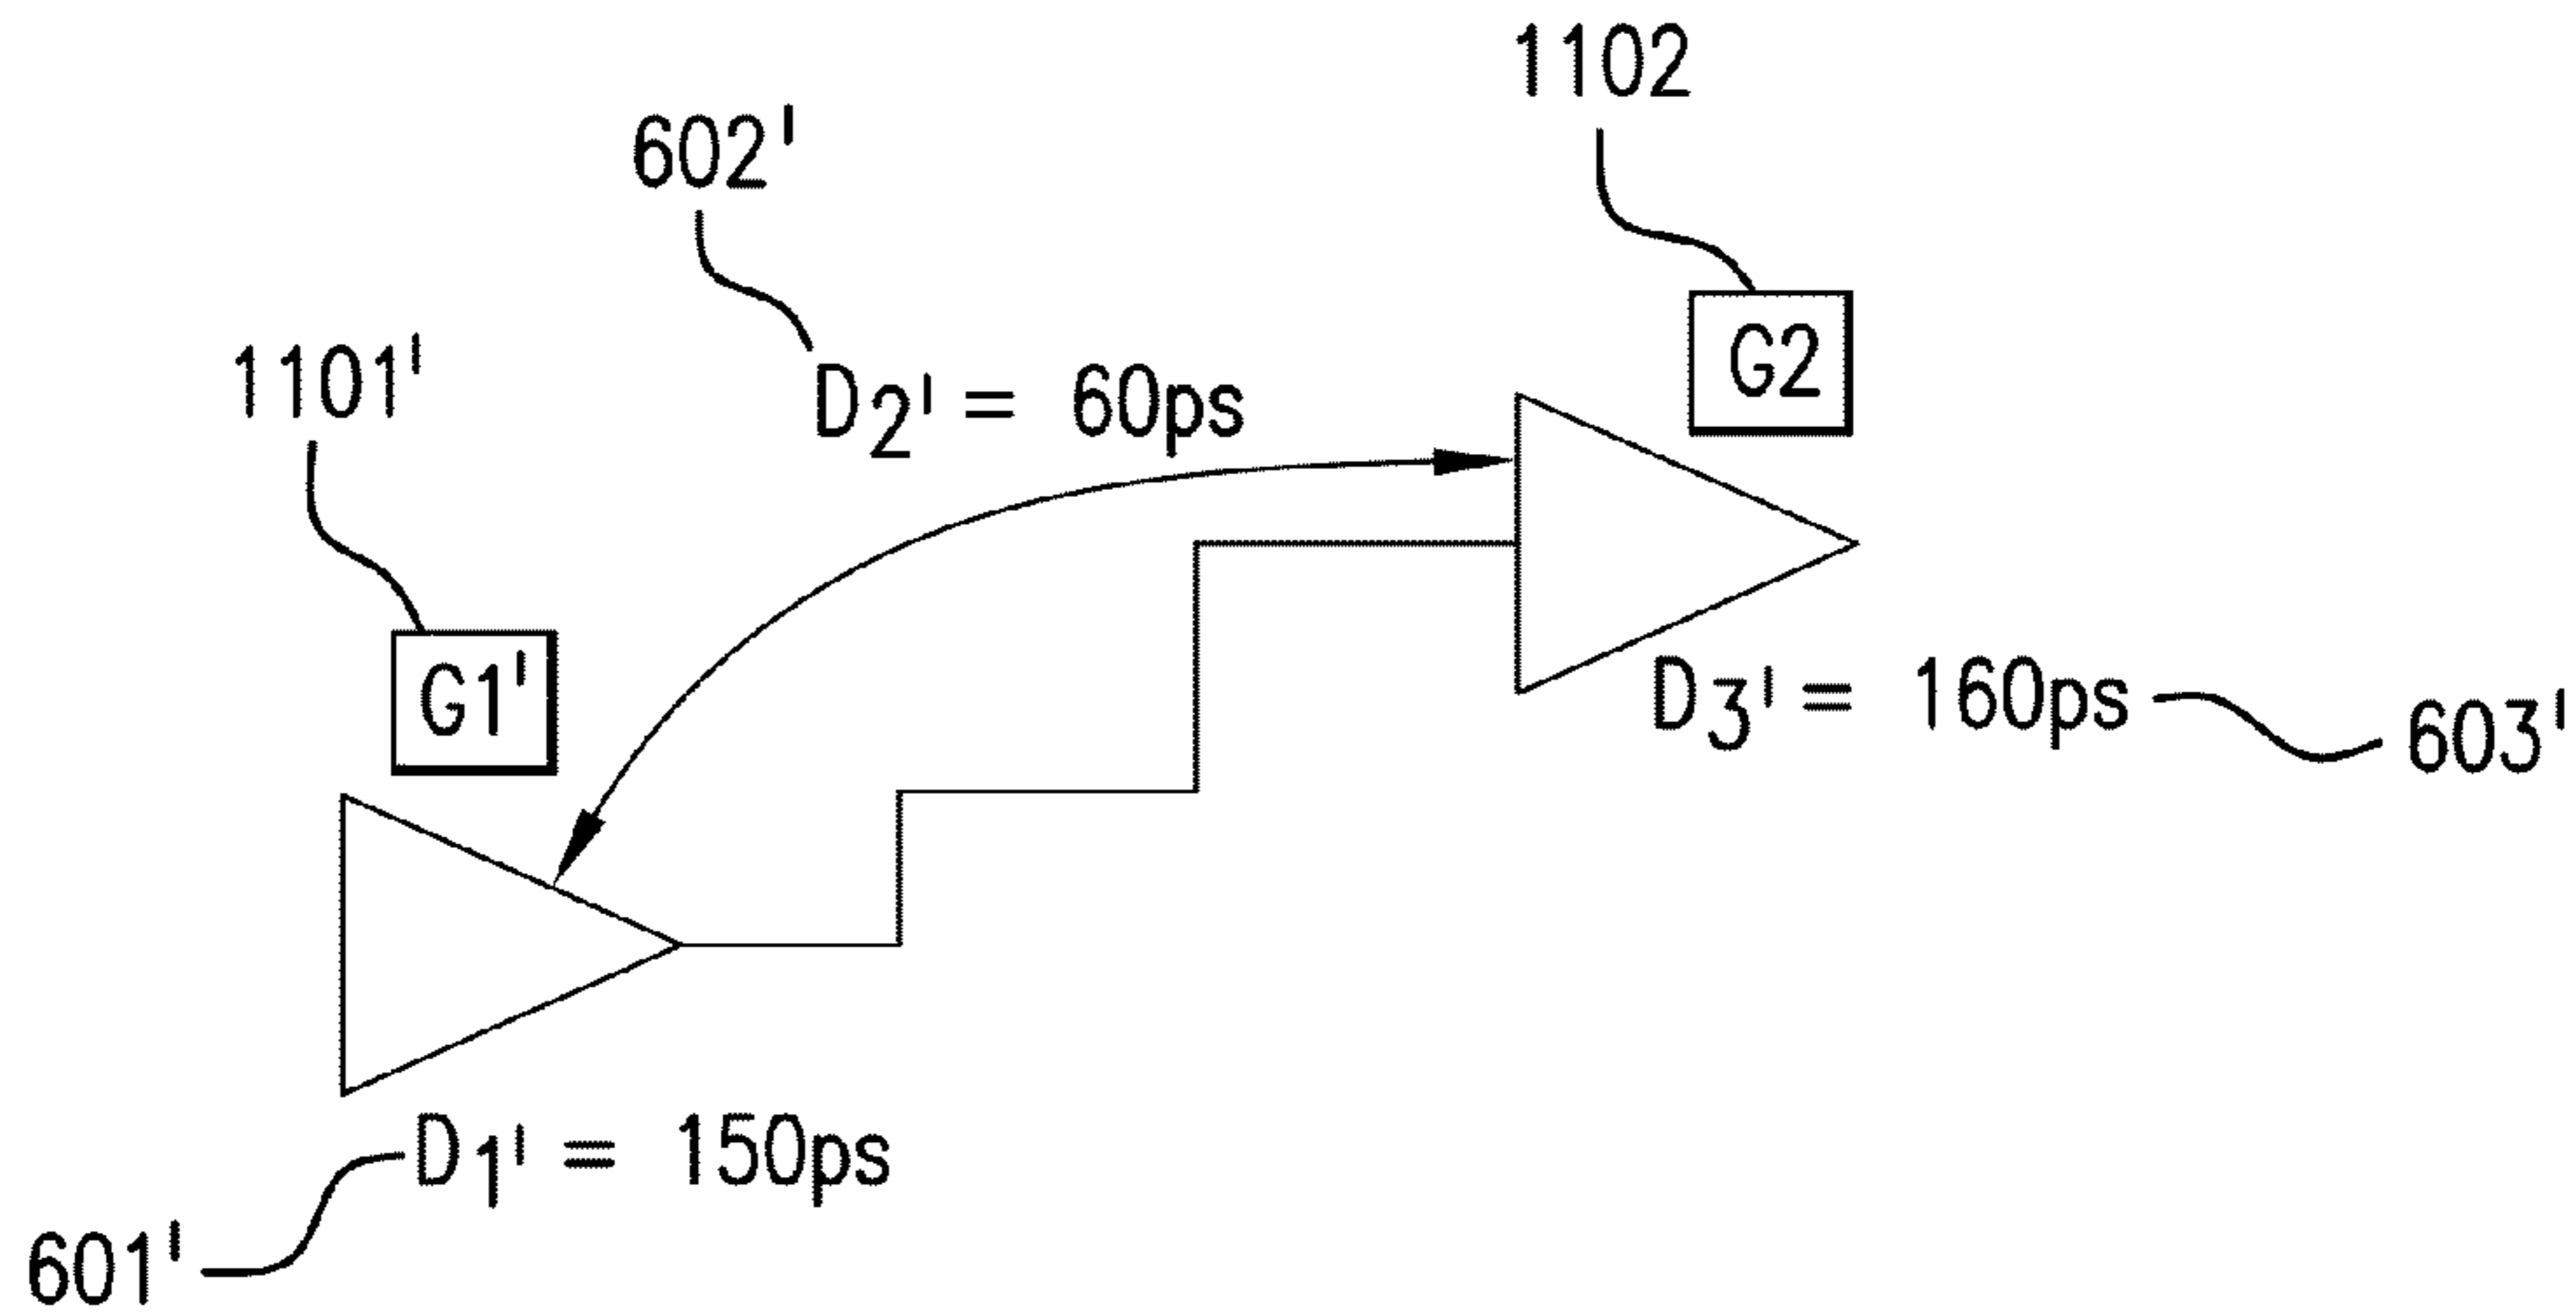 1102
602'
G2
1101'
D2' = 60ps
G1'
D3' = 160ps
603'
D1' = 150ps
601'